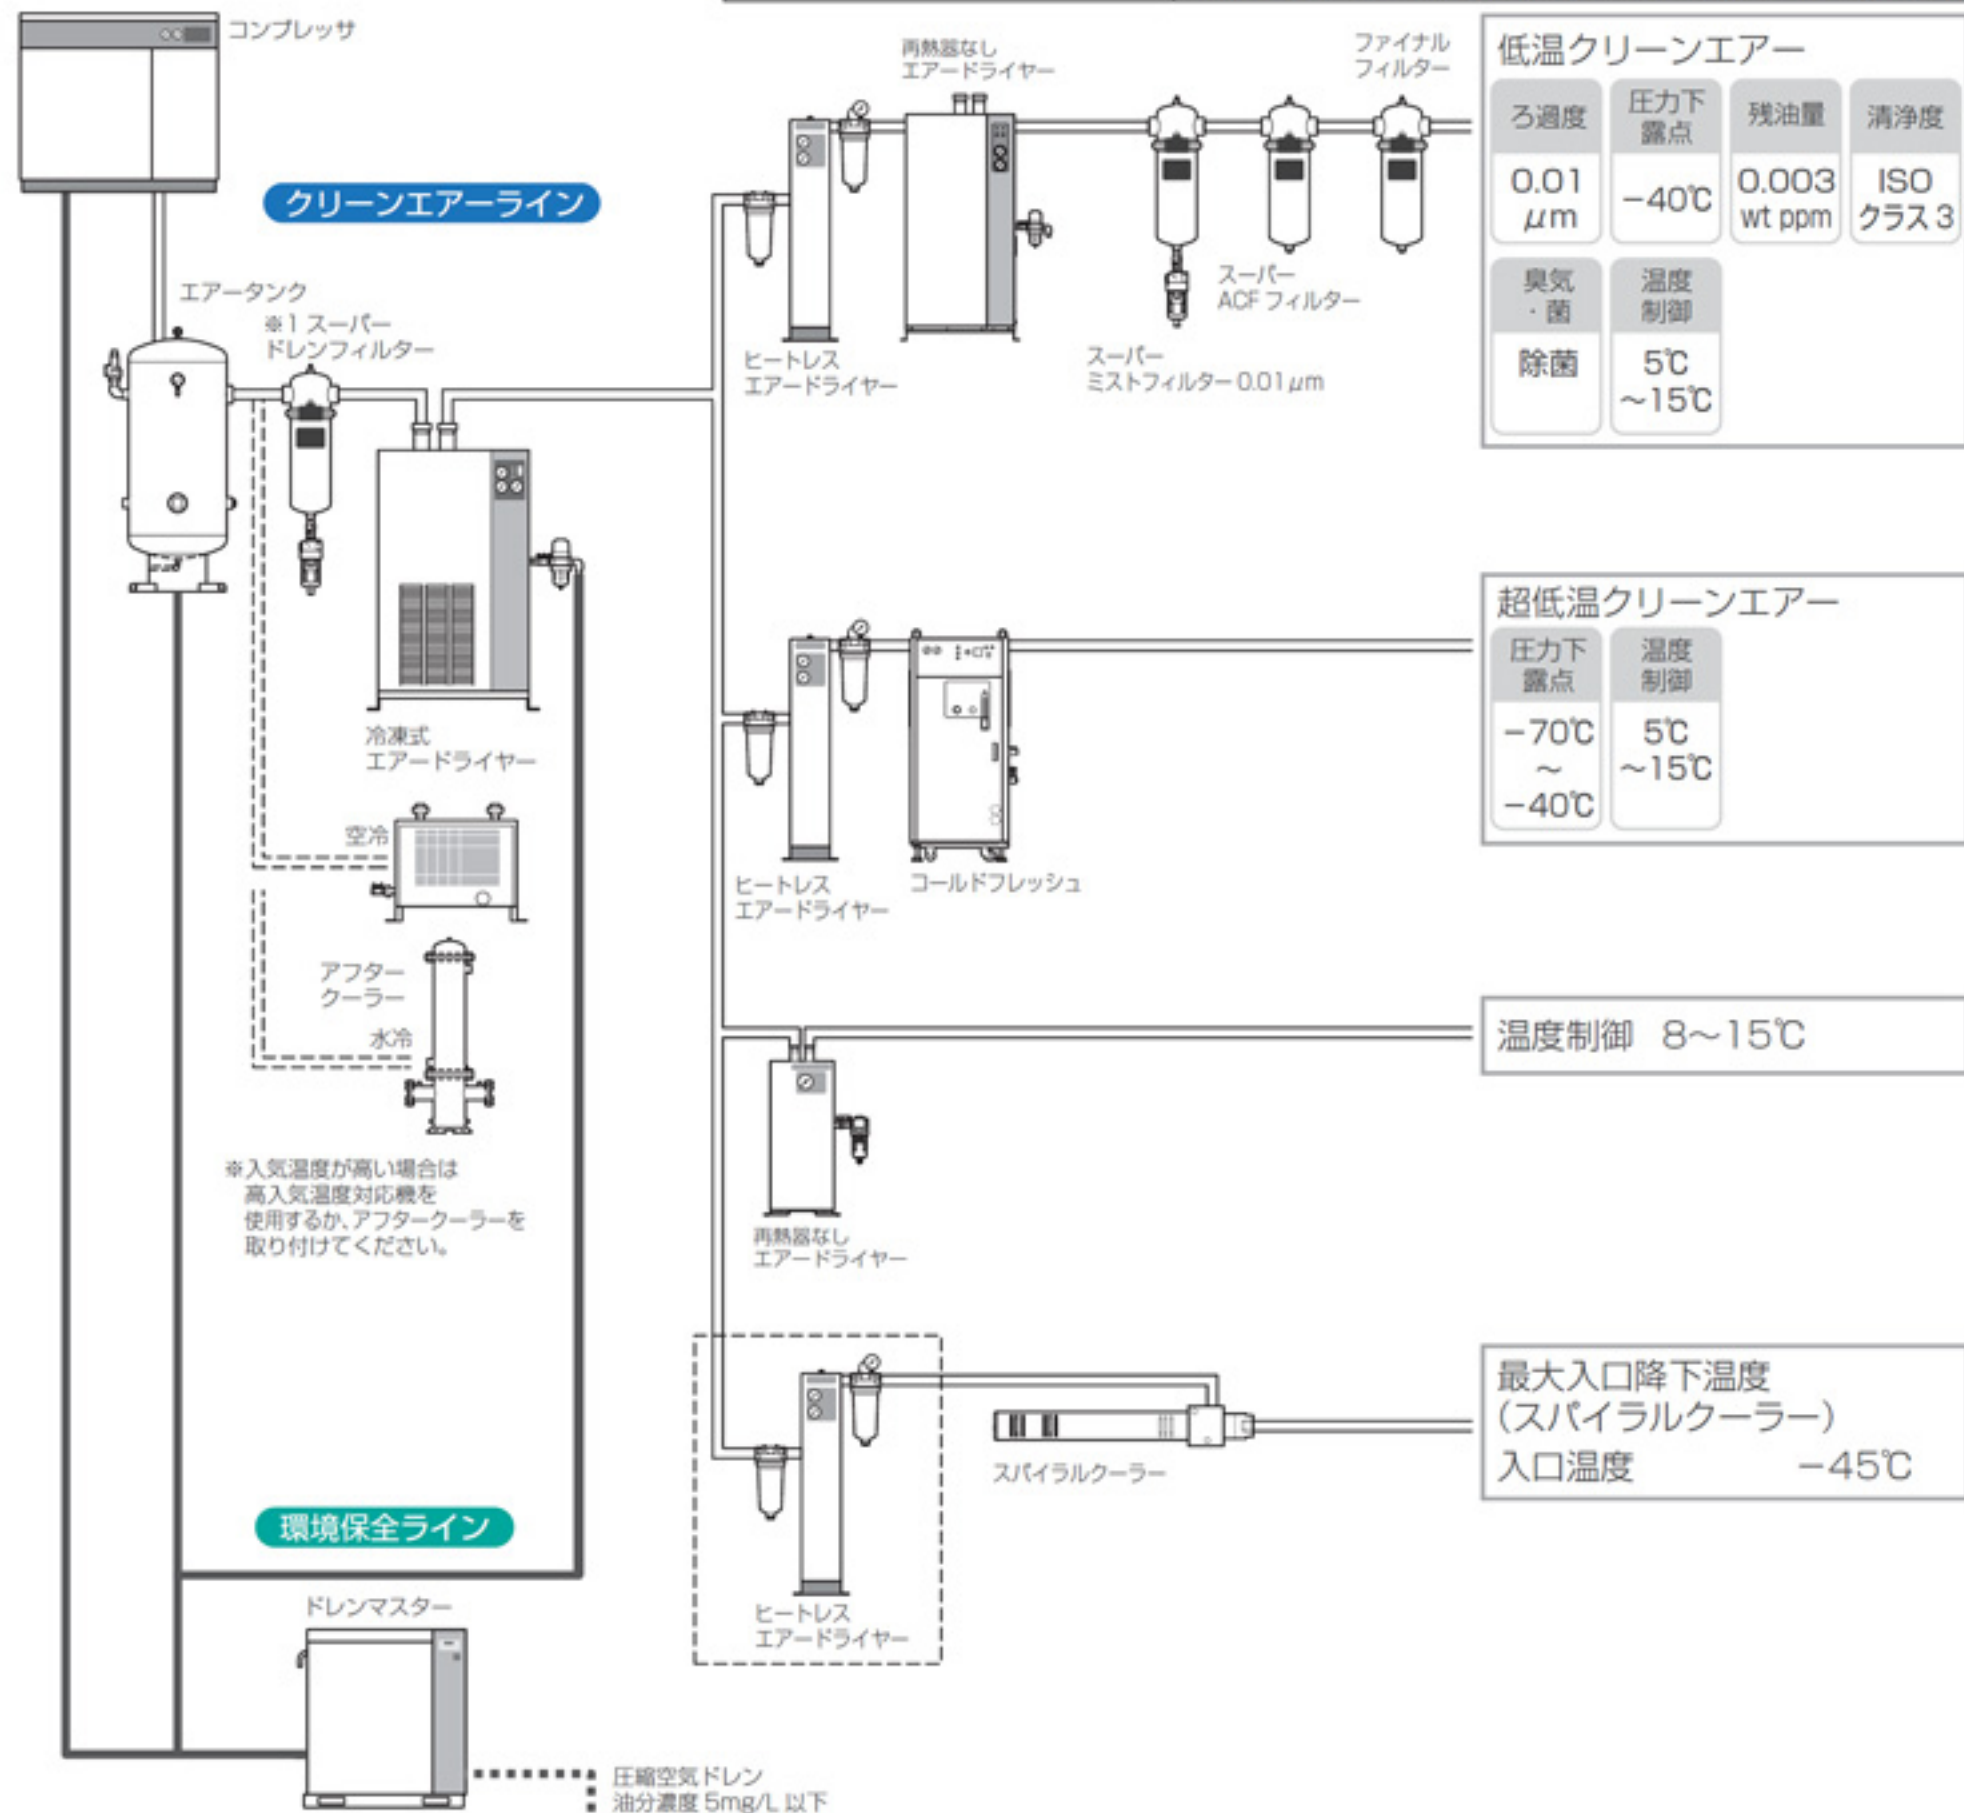 コンプレッサ
クリーンエアーライン
エアータンク
※1 スーパー
ドレンフィルター
冷凍式
エアードライヤー
空冷
アフター
クーラー
水冷
※入気温度が高い場合は
高入気温度対応機を
使用するか、アフタークーラーを
取り付けてください。
環境保全ライン
ドレンマスター
圧縮空気ドレン
油分濃度 5mg/L 以下
再熱器なし
エアードライヤー
ファイナル
フィルター
ヒートレス
エアードライヤー
スーパー
ACF フィルター
スーパー
ミストフィルター 0.01μm
低温クリーンエアー
ろ過度
0.01
μm
圧力下
露点
−40℃
残油量
0.003
wt ppm
清浄度
ISO
クラス 3
臭気
・菌
除菌
温度
制御
5℃
〜15℃
ヒートレス
エアードライヤー
コールドフレッシュ
超低温クリーンエアー
圧力下
露点
−70℃
〜
−40℃
温度
制御
5℃
〜15℃
再熱器なし
エアードライヤー
温度制御 8〜15℃
ヒートレス
エアードライヤー
スパイラルクーラー
最大入口降下温度
（スパイラルクーラー）
入口温度 −45℃